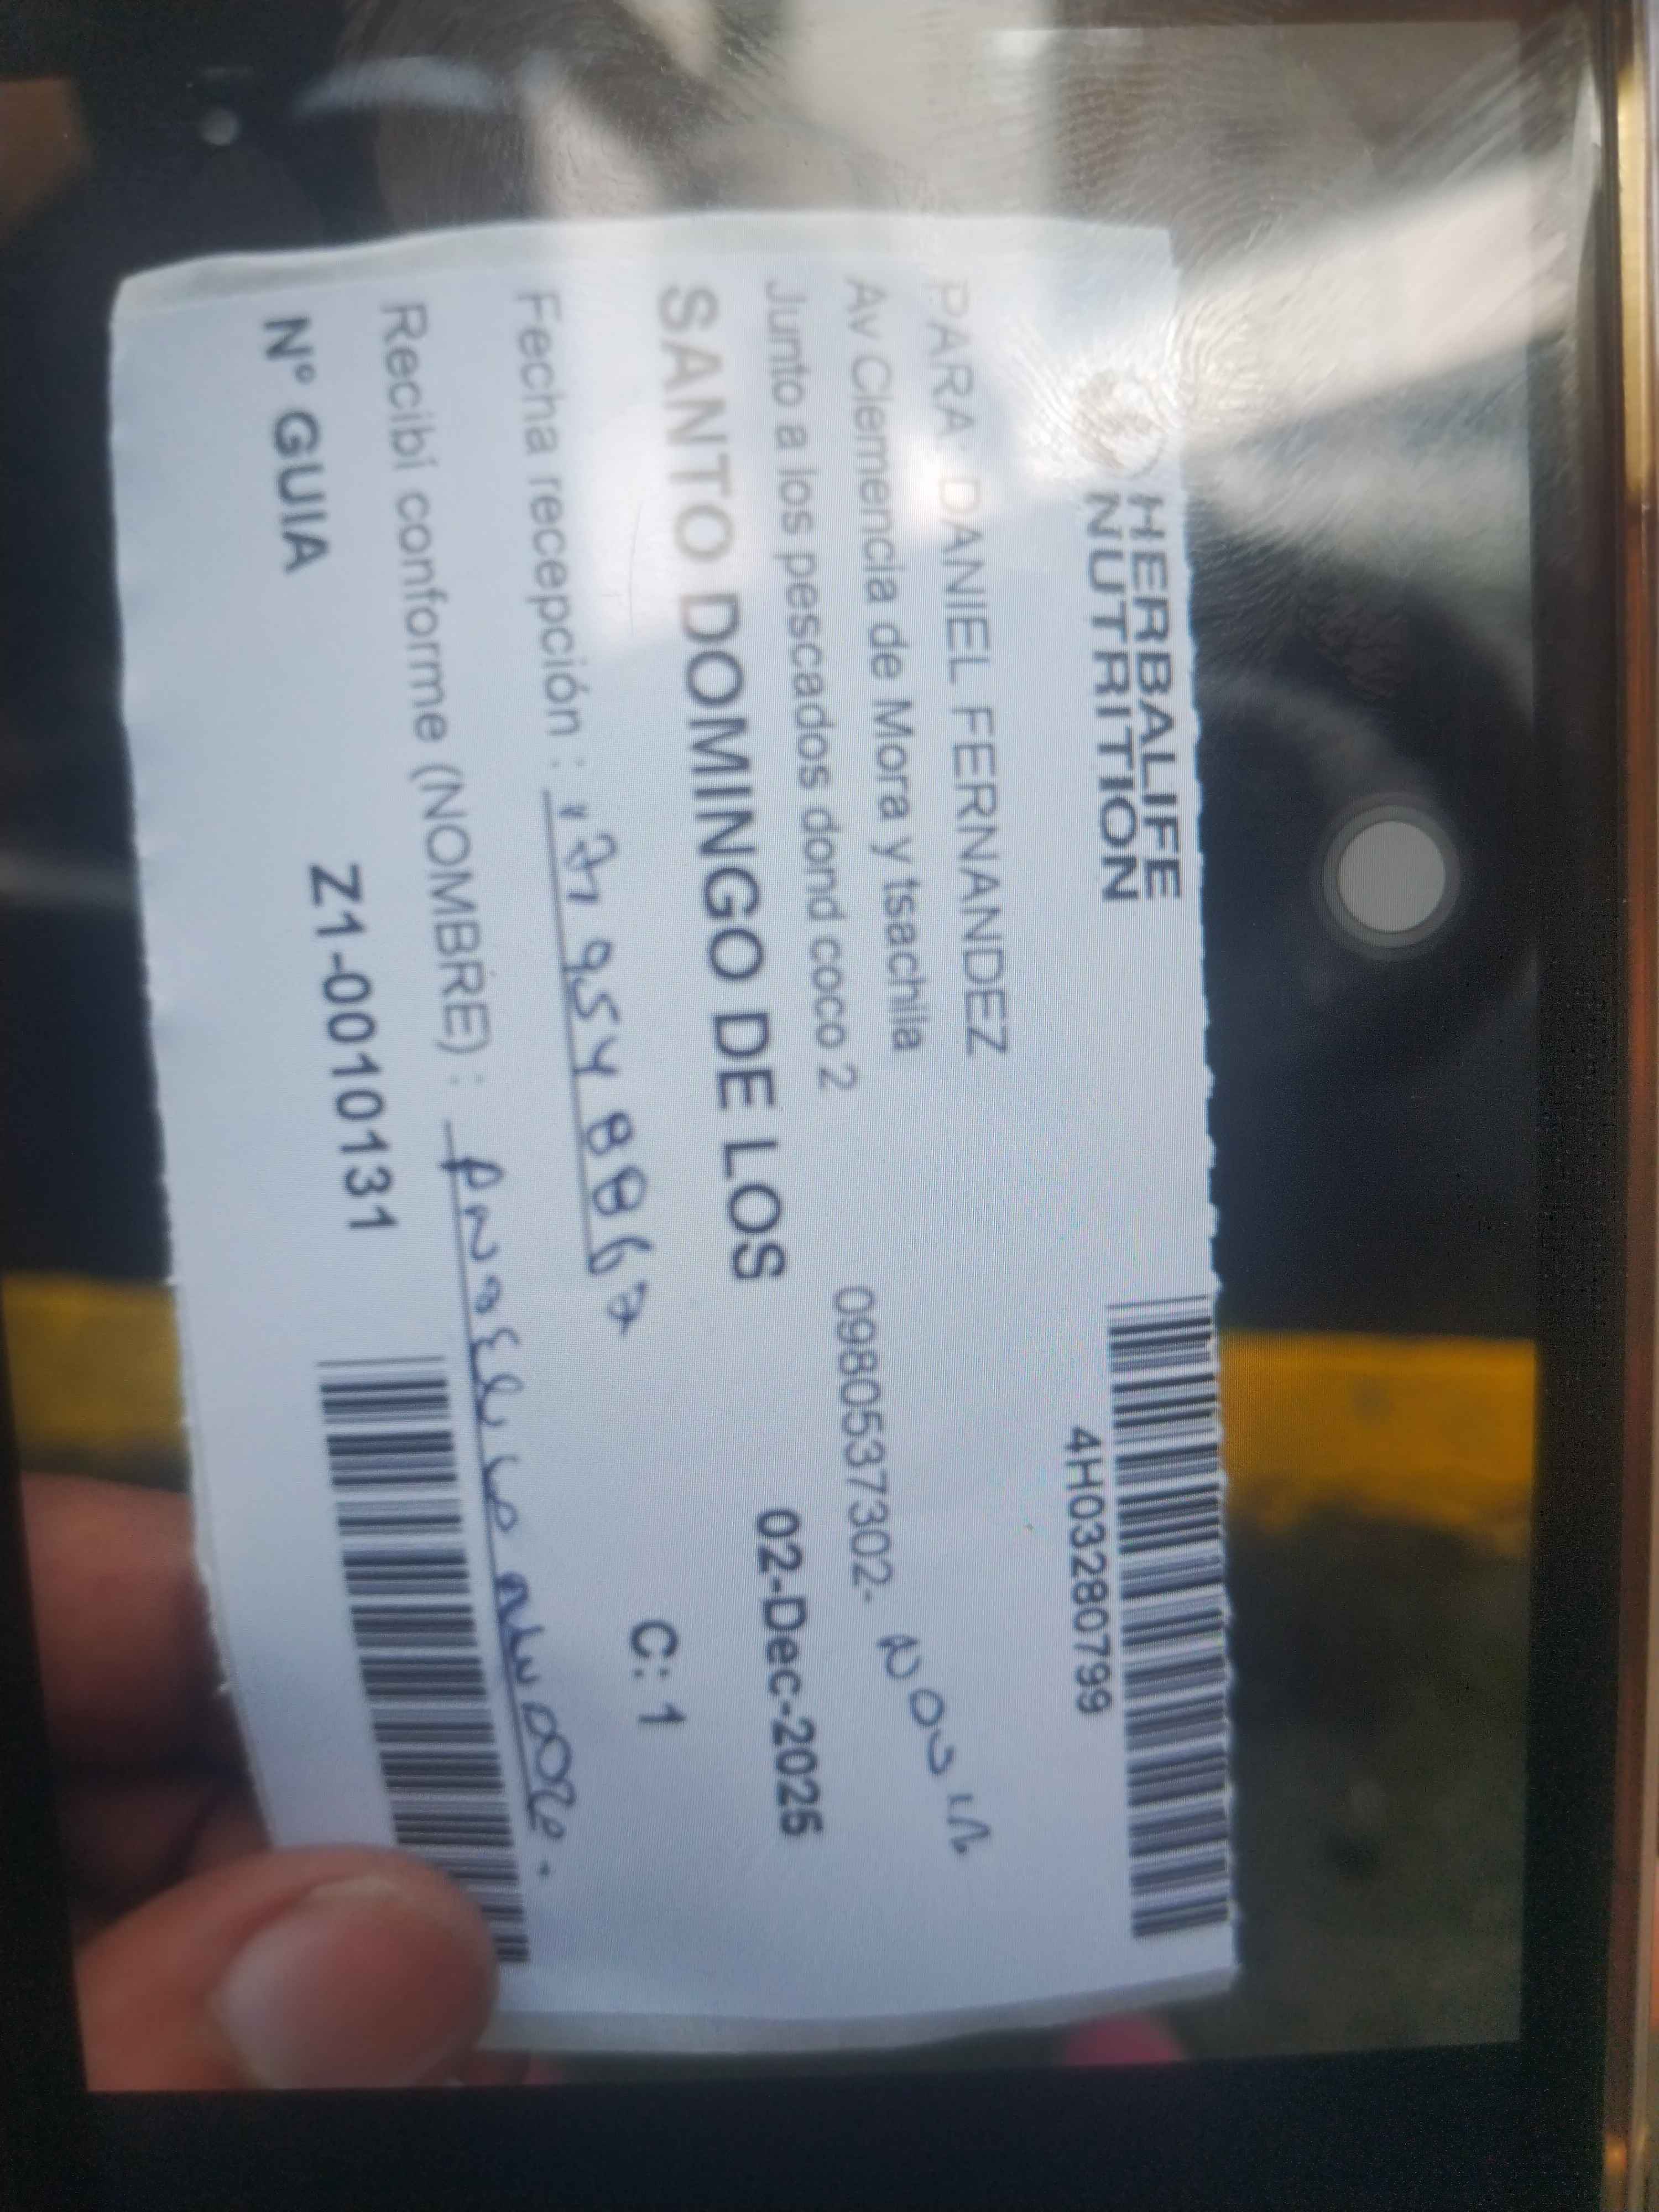 HERBALIFE
NUTRITION
4H03280799
PARA: DANIEL FERNANDEZ
Av Clemencia de Mora y tsachila
Junto a los pescados dond coco 2
0980537302-
SANTO DOMINGO DE LOS
02-Dec-2025
Fecha recepción :
C: 1
Recibí conforme (NOMBRE) :
N° GUIA
Z1-0010131